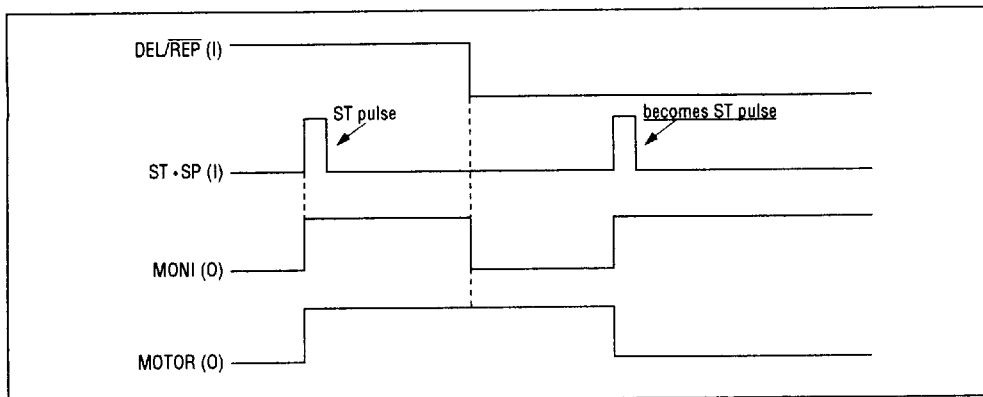 DEL/REP (I)
ST pulse
becomes ST pulse
ST • SP (I)
MONI (O)
MOTOR (O)